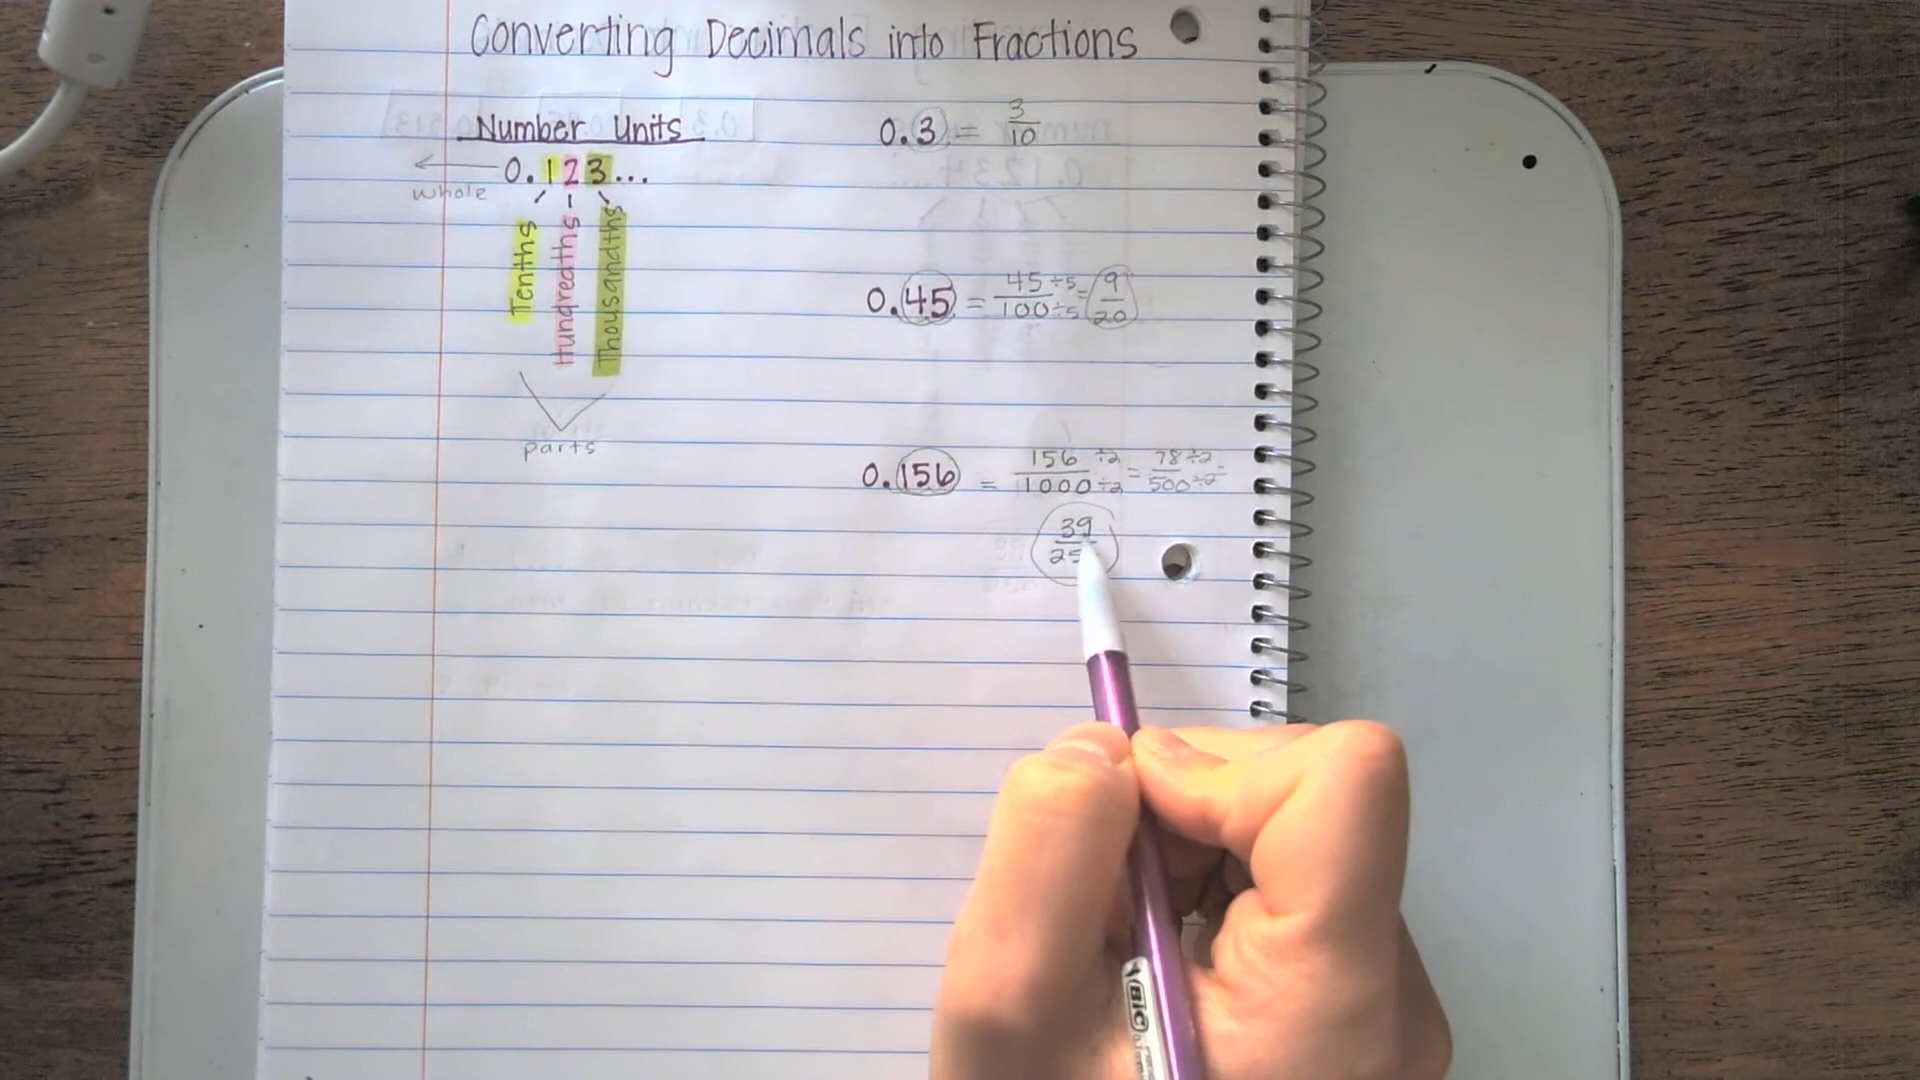 Converting Decimals into Fractions
Number Units
0.123...
whole
Tenths
Hundredths
Thousandths
parts
0.3 = 3/10
0.45 = 45÷5/100÷5 = 9/20
0.156 = 156÷2/1000÷2 = 78÷2/500÷2 =
39
BIC